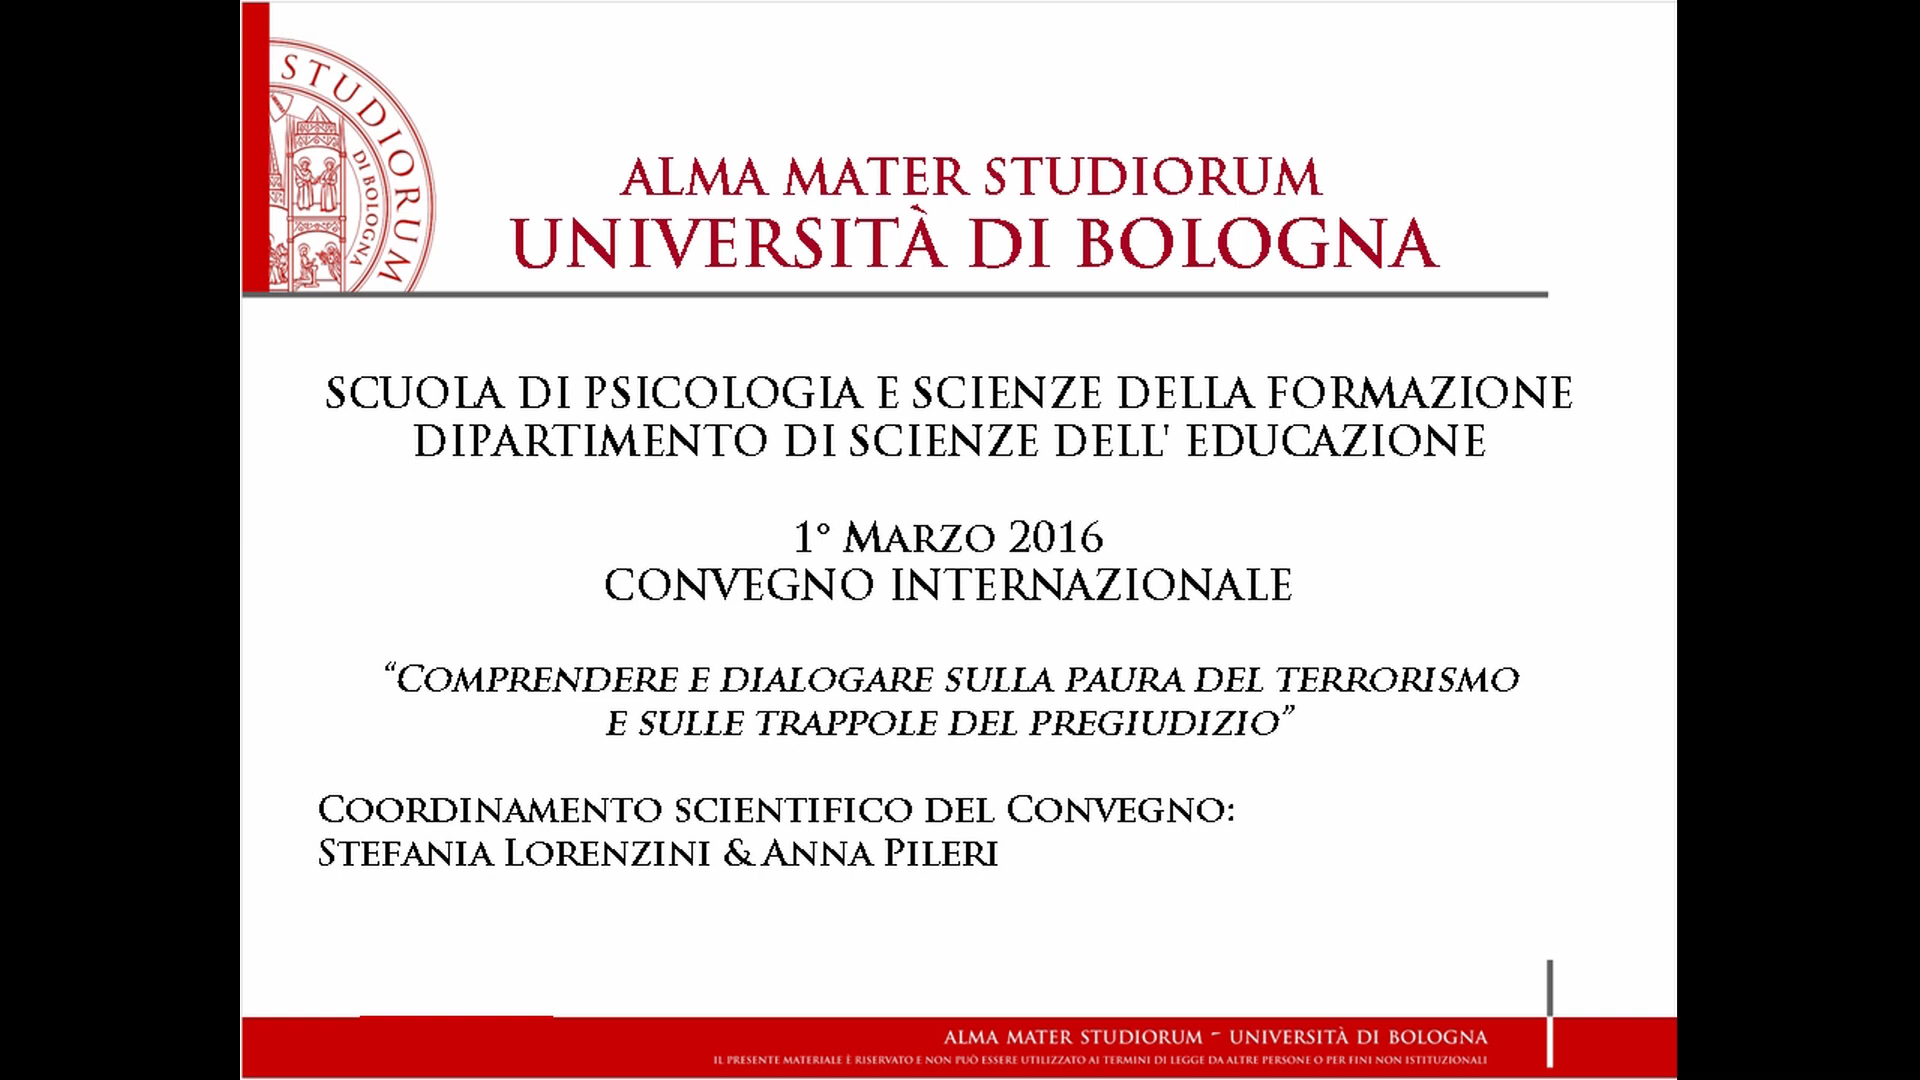 STUDIORUM
DI BOLOGNA
ALMA MATER STUDIORUM
UNIVERSITÀ DI BOLOGNA
SCUOLA DI PSICOLOGIA E SCIENZE DELLA FORMAZIONE
DIPARTIMENTO DI SCIENZE DELL' EDUCAZIONE
1° MARZO 2016
CONVEGNO INTERNAZIONALE
“COMPRENDERE E DIALOGARE SULLA PAURA DEL TERRORISMO
E SULLE TRAPPOLE DEL PREGIUDIZIO”
COORDINAMENTO SCIENTIFICO DEL CONVEGNO:
STEFANIA LORENZINI & ANNA PILERI
ALMA MATER STUDIORUM – UNIVERSITÀ DI BOLOGNA
IL PRESENTE MATERIALE È RISERVATO E NON PUÒ ESSERE UTILIZZATO AI TERMINI DI LEGGE DA ALTRE PERSONE O PER FINI NON ISTITUZIONALI